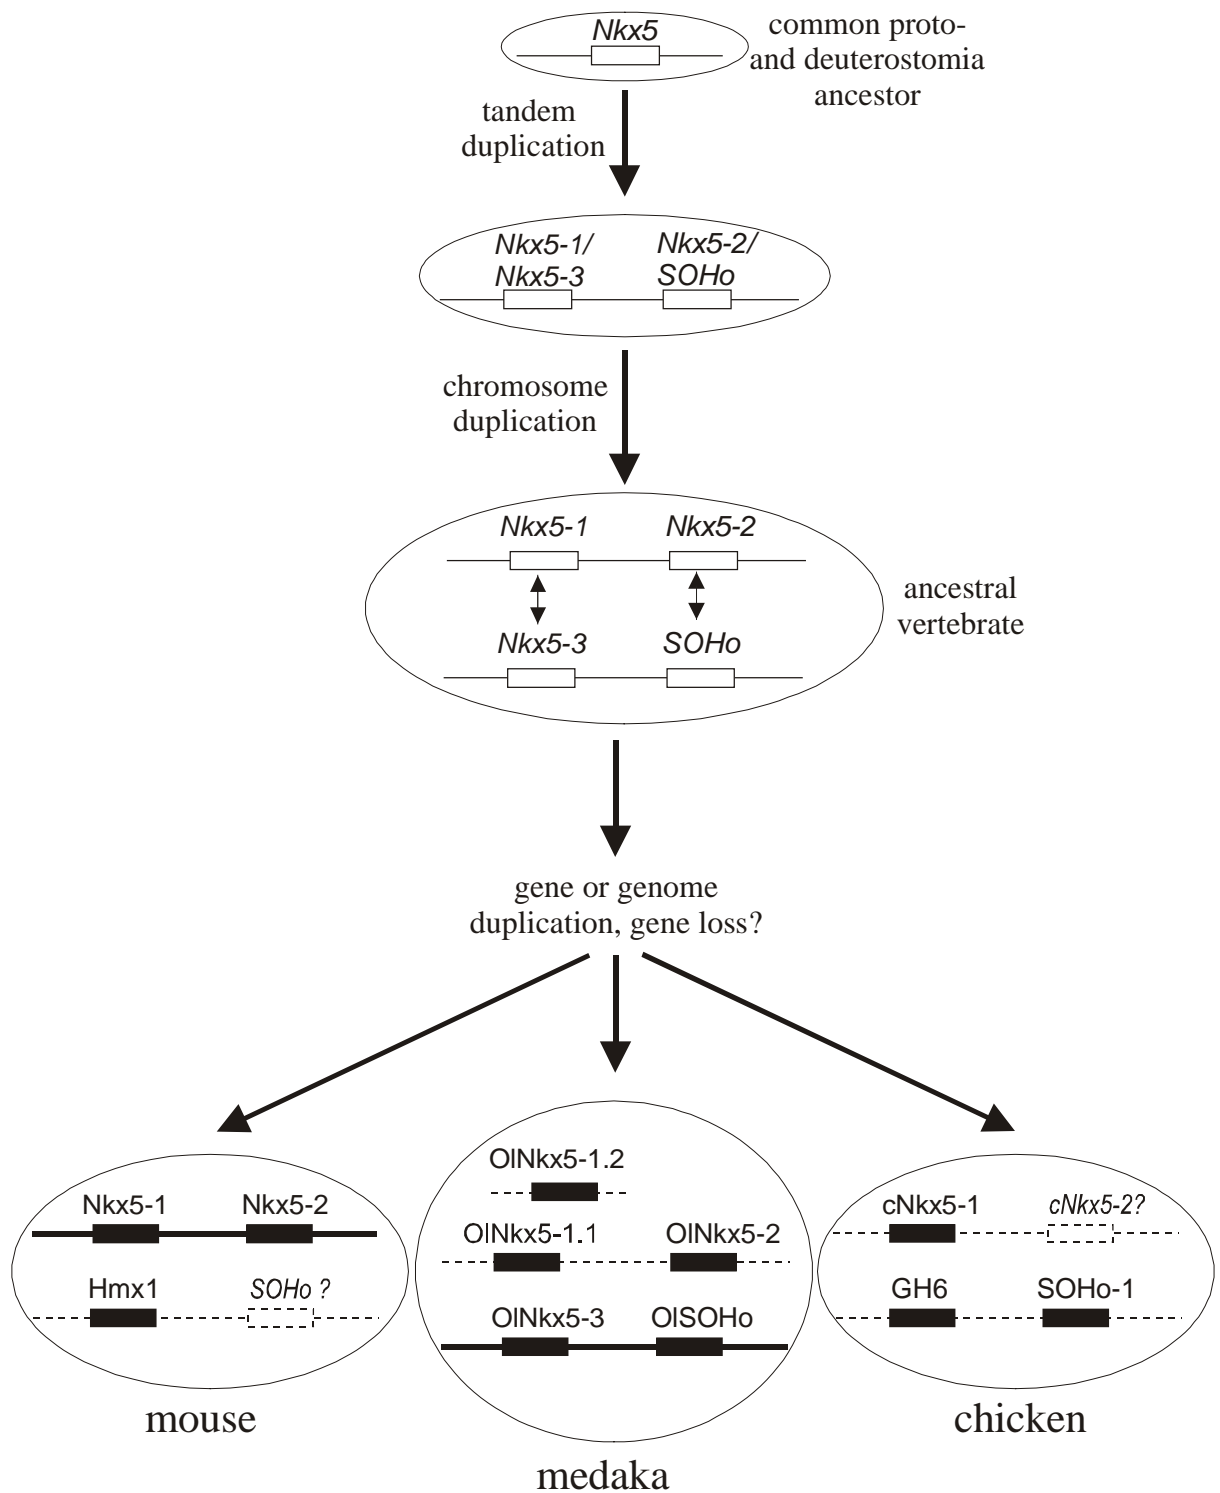 Nkx5
common proto-
and deuterostomia
ancestor
tandem
duplication
Nkx5-1/
Nkx5-3
Nkx5-2/
SOHo
chromosome
duplication
Nkx5-1
Nkx5-2
Nkx5-3
SOHo
ancestral
vertebrate
gene or genome
duplication, gene loss?
Nkx5-1
Nkx5-2
Hmx1
SOHo ?
mouse
OlNkx5-1.2
OlNkx5-1.1
OlNkx5-2
OlNkx5-3
OlSOHo
medaka
cNkx5-1
cNkx5-2?
GH6
SOHo-1
chicken